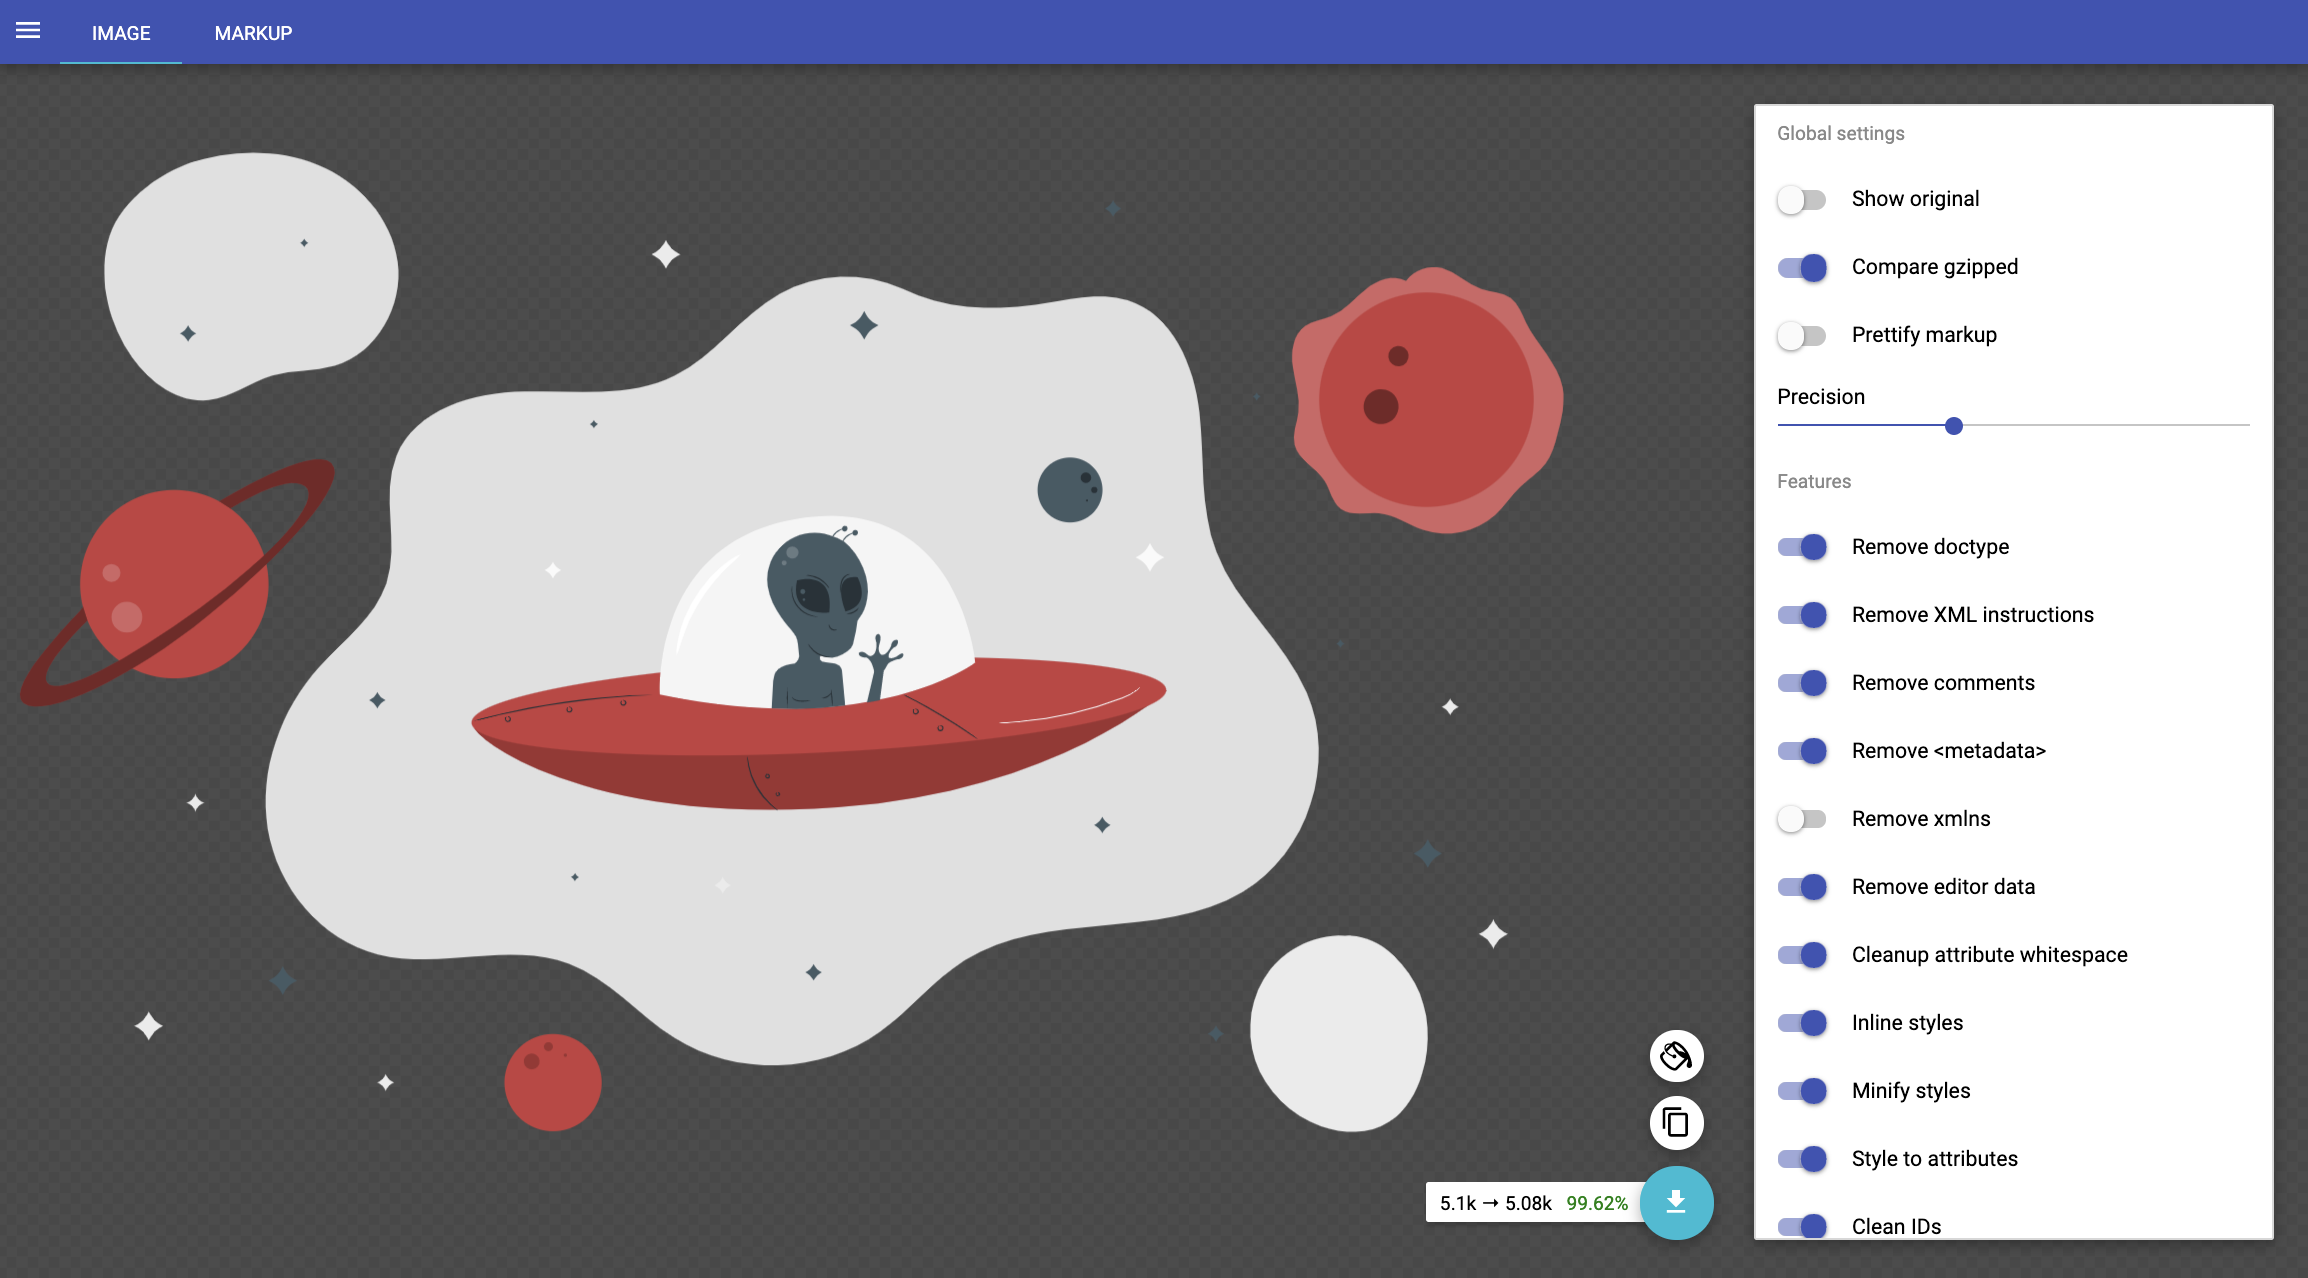 IMAGE
MARKUP
Global settings
Show original
Compare gzipped
Prettify markup
Precision
Features
Remove doctype
Remove XML instructions
Remove comments
Remove <metadata>
Remove xmlns
Remove editor data
Cleanup attribute whitespace
Inline styles
Minify styles
Style to attributes
Clean IDs
5.1k → 5.08k 99.62%